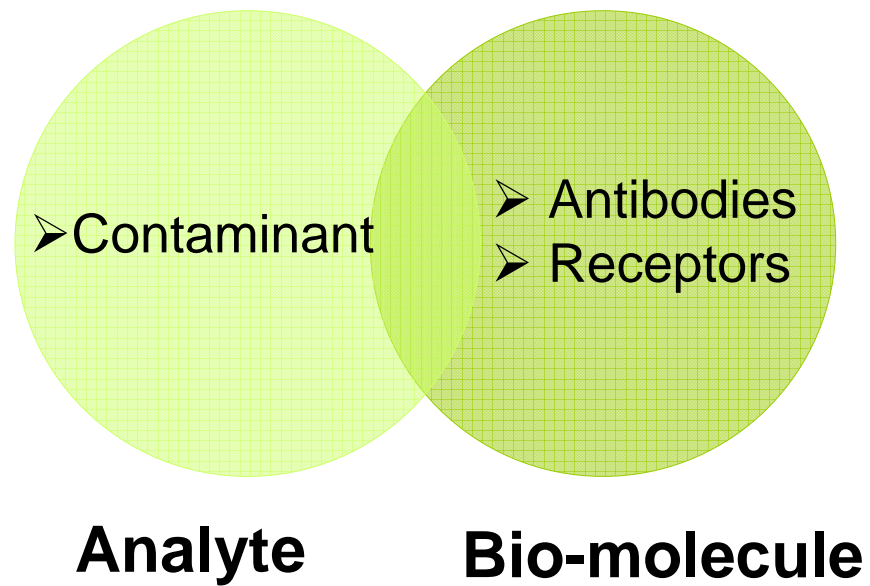 ➢Contaminant
➢ Antibodies
➢ Receptors
Analyte
Bio-molecule